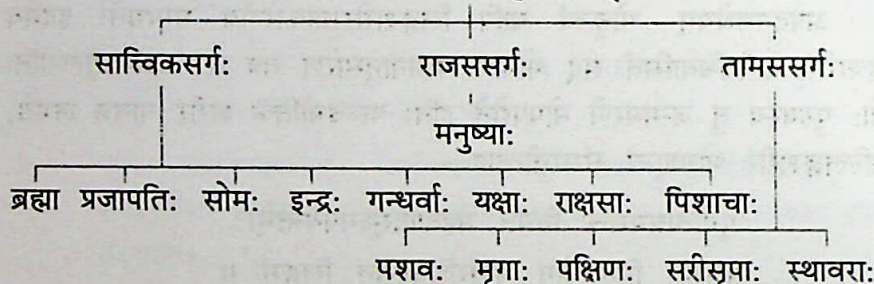 सात्त्विकसर्ग: राजससर्ग: तामससर्ग:
मनुष्या:
ब्रह्मा प्रजापति: सोम: इन्द्र: गन्धर्वा: यक्षा: राक्षसा: पिशाचा:
पशव: मृगा: पक्षिण: सरीसृपा: स्थावरा: